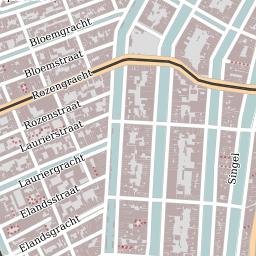 Bloemgracht
Bloemstraat
Rozengracht
Rozenstraat
Laurierstraat
Lauriergracht
Elandsstraat
Elandsgracht
Singel